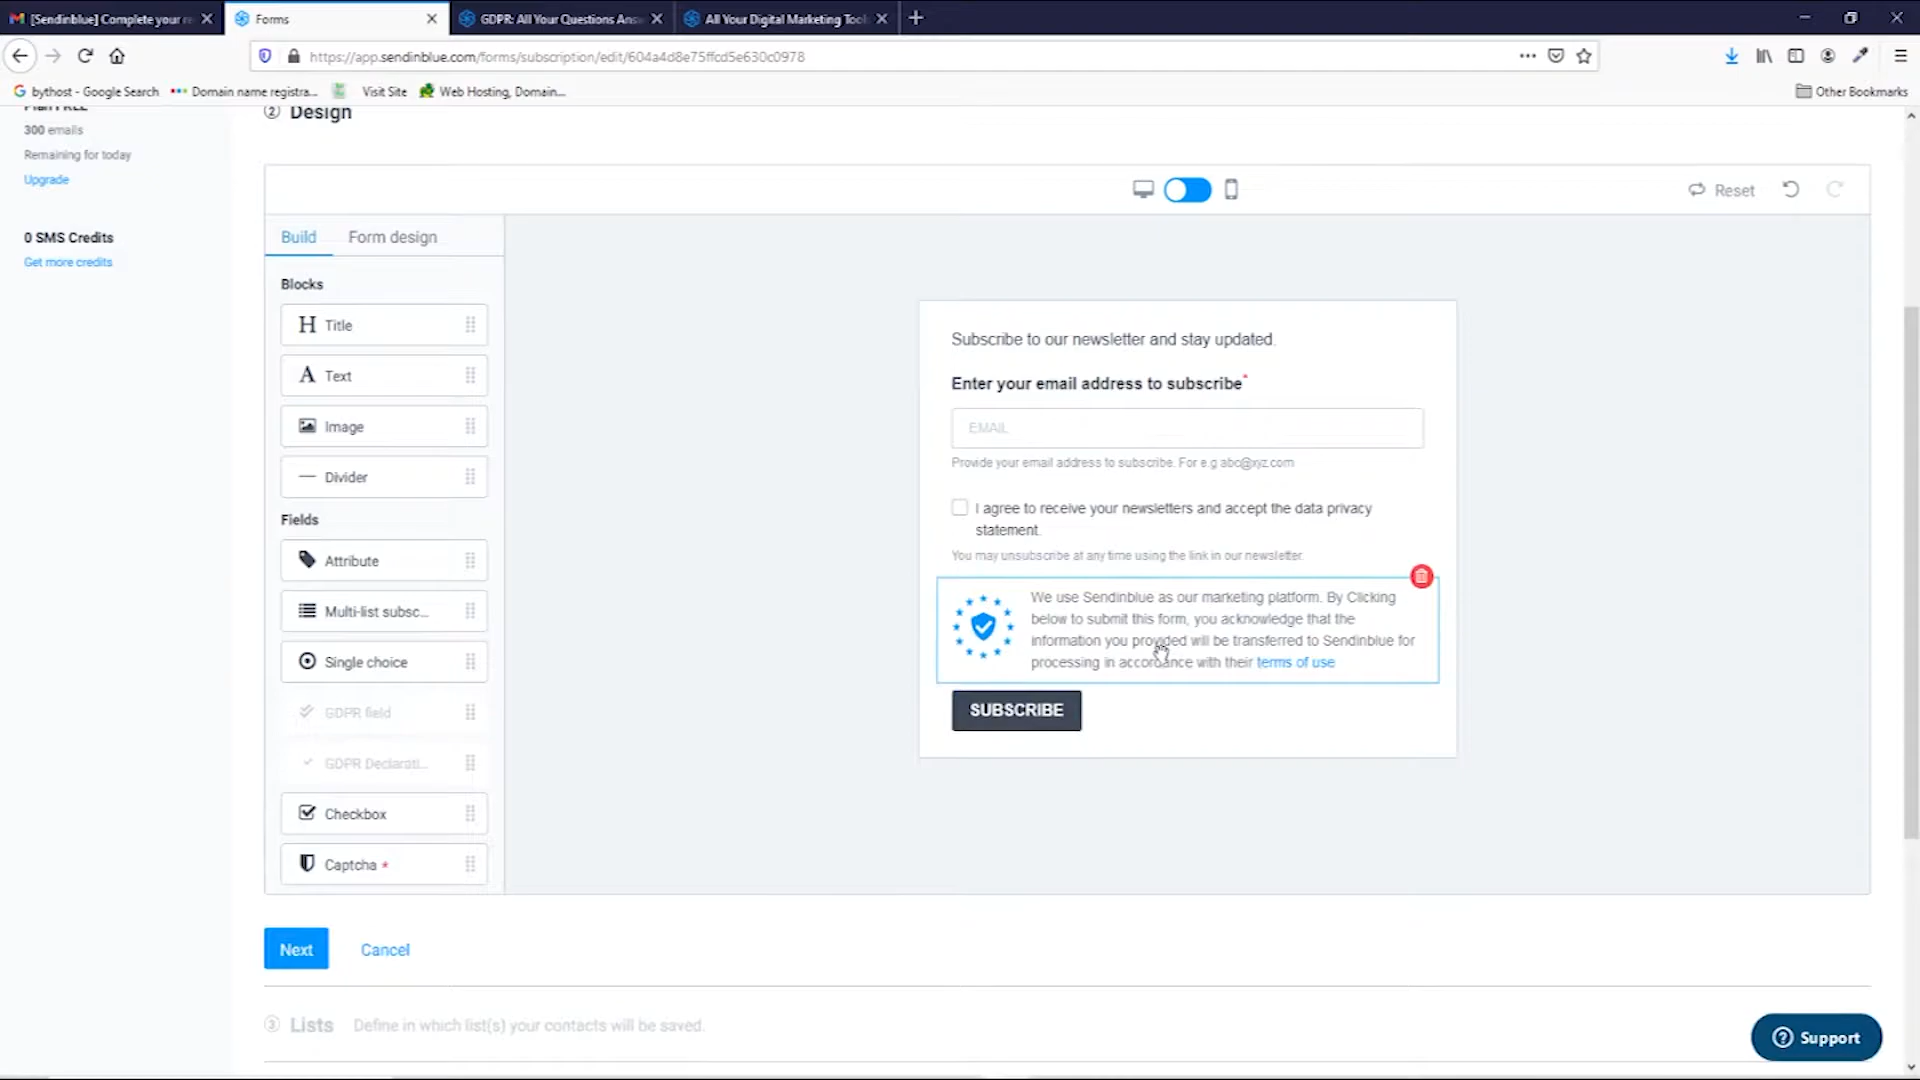 [Sendinblue] Complete your re
Forms
GDPR: All Your Questions Ans
All Your Digital Marketing Tool
https://app.sendinblue.com/forms/subscription/edit/604a4d8e75ffcd5e630c0978
bythost - Google Search
Domain name registra...
Visit Site
Web Hosting, Domain...
Other Bookmarks
Plan FREE
300 emails
Remaining for today
Upgrade
0 SMS Credits
Get more credits
2 Design
Reset
Build
Form design
Blocks
H Title
A Text
Image
Divider
Fields
Attribute
Multi-list subsc...
Single choice
GDPR field
GDPR Declarati...
Checkbox
Captcha *
Subscribe to our newsletter and stay updated.
Enter your email address to subscribe*
EMAIL
Provide your email address to subscribe. For e.g abc@xyz.com
I agree to receive your newsletters and accept the data privacy
statement.
You may unsubscribe at any time using the link in our newsletter.
We use Sendinblue as our marketing platform. By Clicking
below to submit this form, you acknowledge that the
information you provided will be transferred to Sendinblue for
processing in accordance with their terms of use
SUBSCRIBE
Next
Cancel
3 Lists Define in which list(s) your contacts will be saved.
? Support